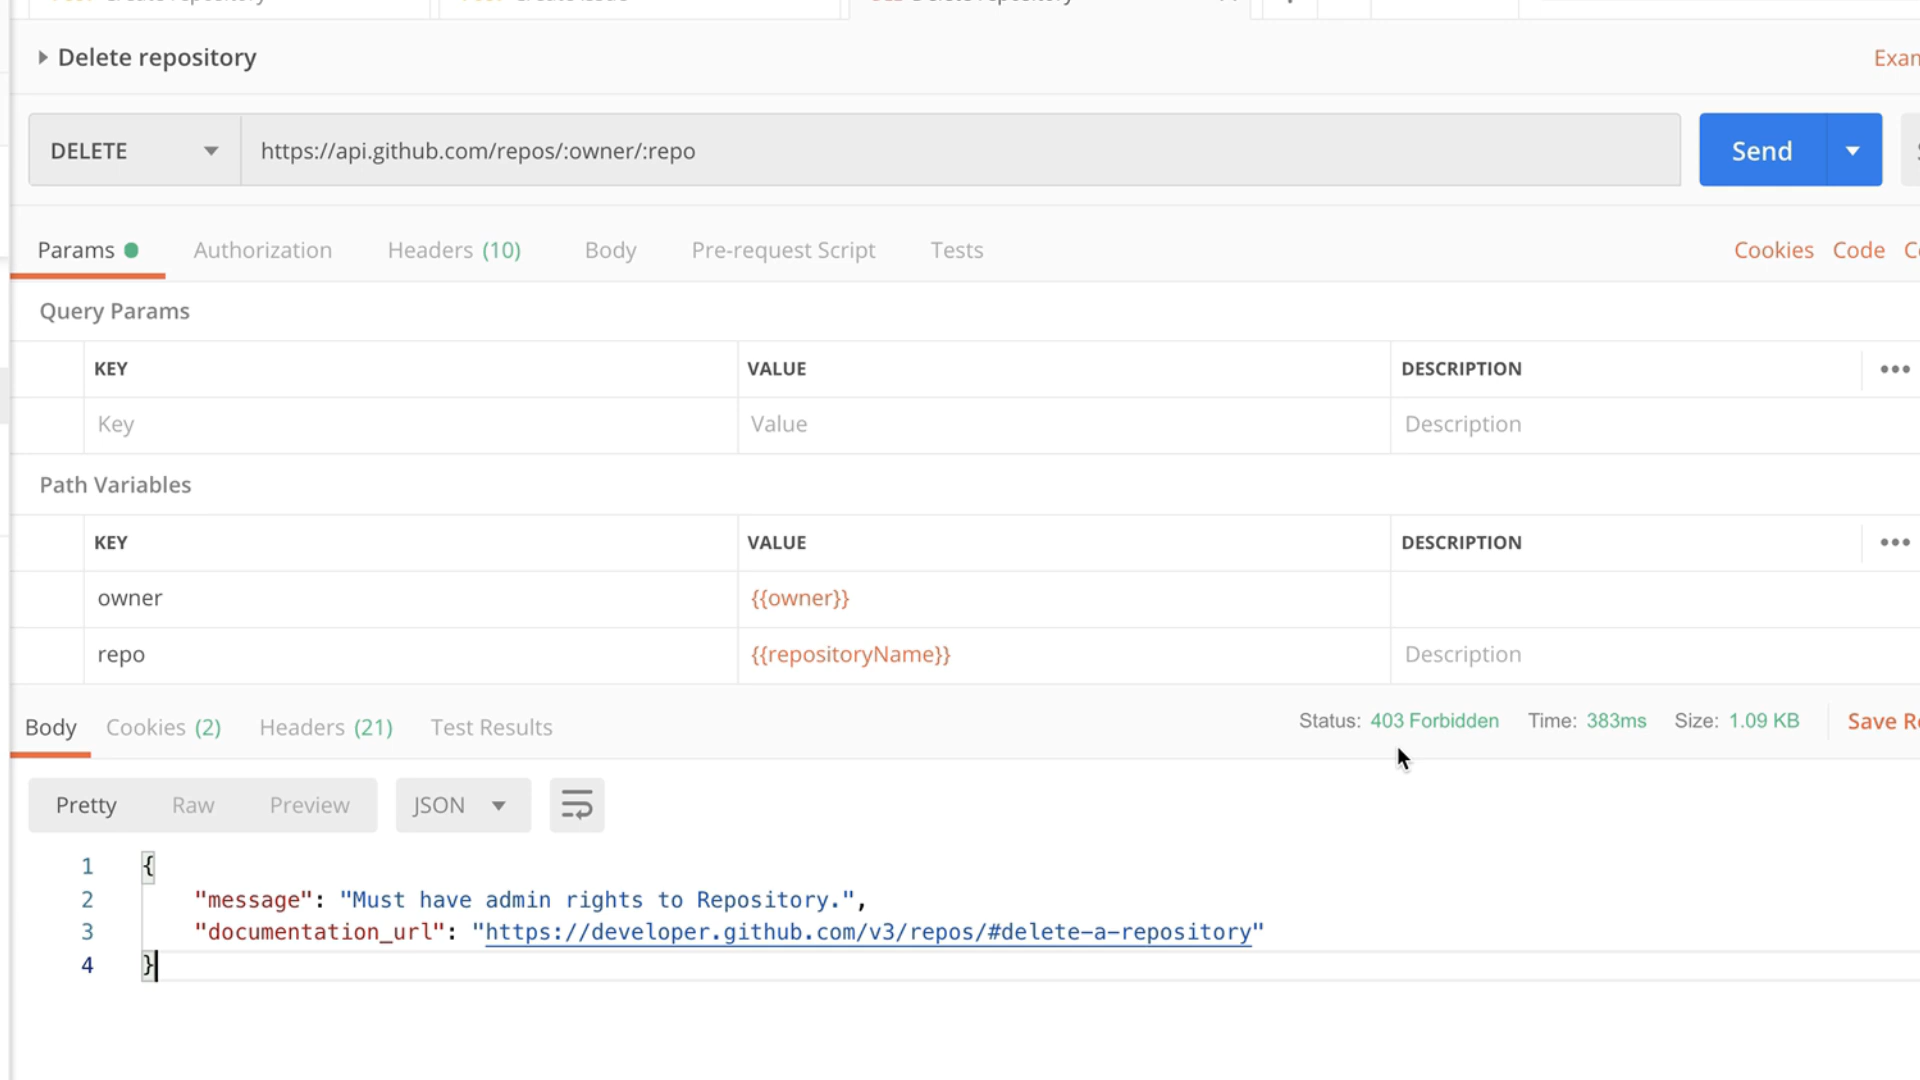 Delete repository
Exam
DELETE
https://api.github.com/repos/:owner/:repo
Send
Params
Authorization
Headers (10)
Body
Pre-request Script
Tests
Cookies
Code
Query Params
KEY VALUE DESCRIPTION •••
Key Value Description
Path Variables
KEY VALUE DESCRIPTION •••
owner {{owner}}
repo {{repositoryName}} Description
Body Cookies (2) Headers (21) Test Results Status: 403 Forbidden Time: 383ms Size: 1.09 KB Save Re
Pretty Raw Preview JSON
1 {
2 "message": "Must have admin rights to Repository.",
3 "documentation_url": "https://developer.github.com/v3/repos/#delete-a-repository"
4 }